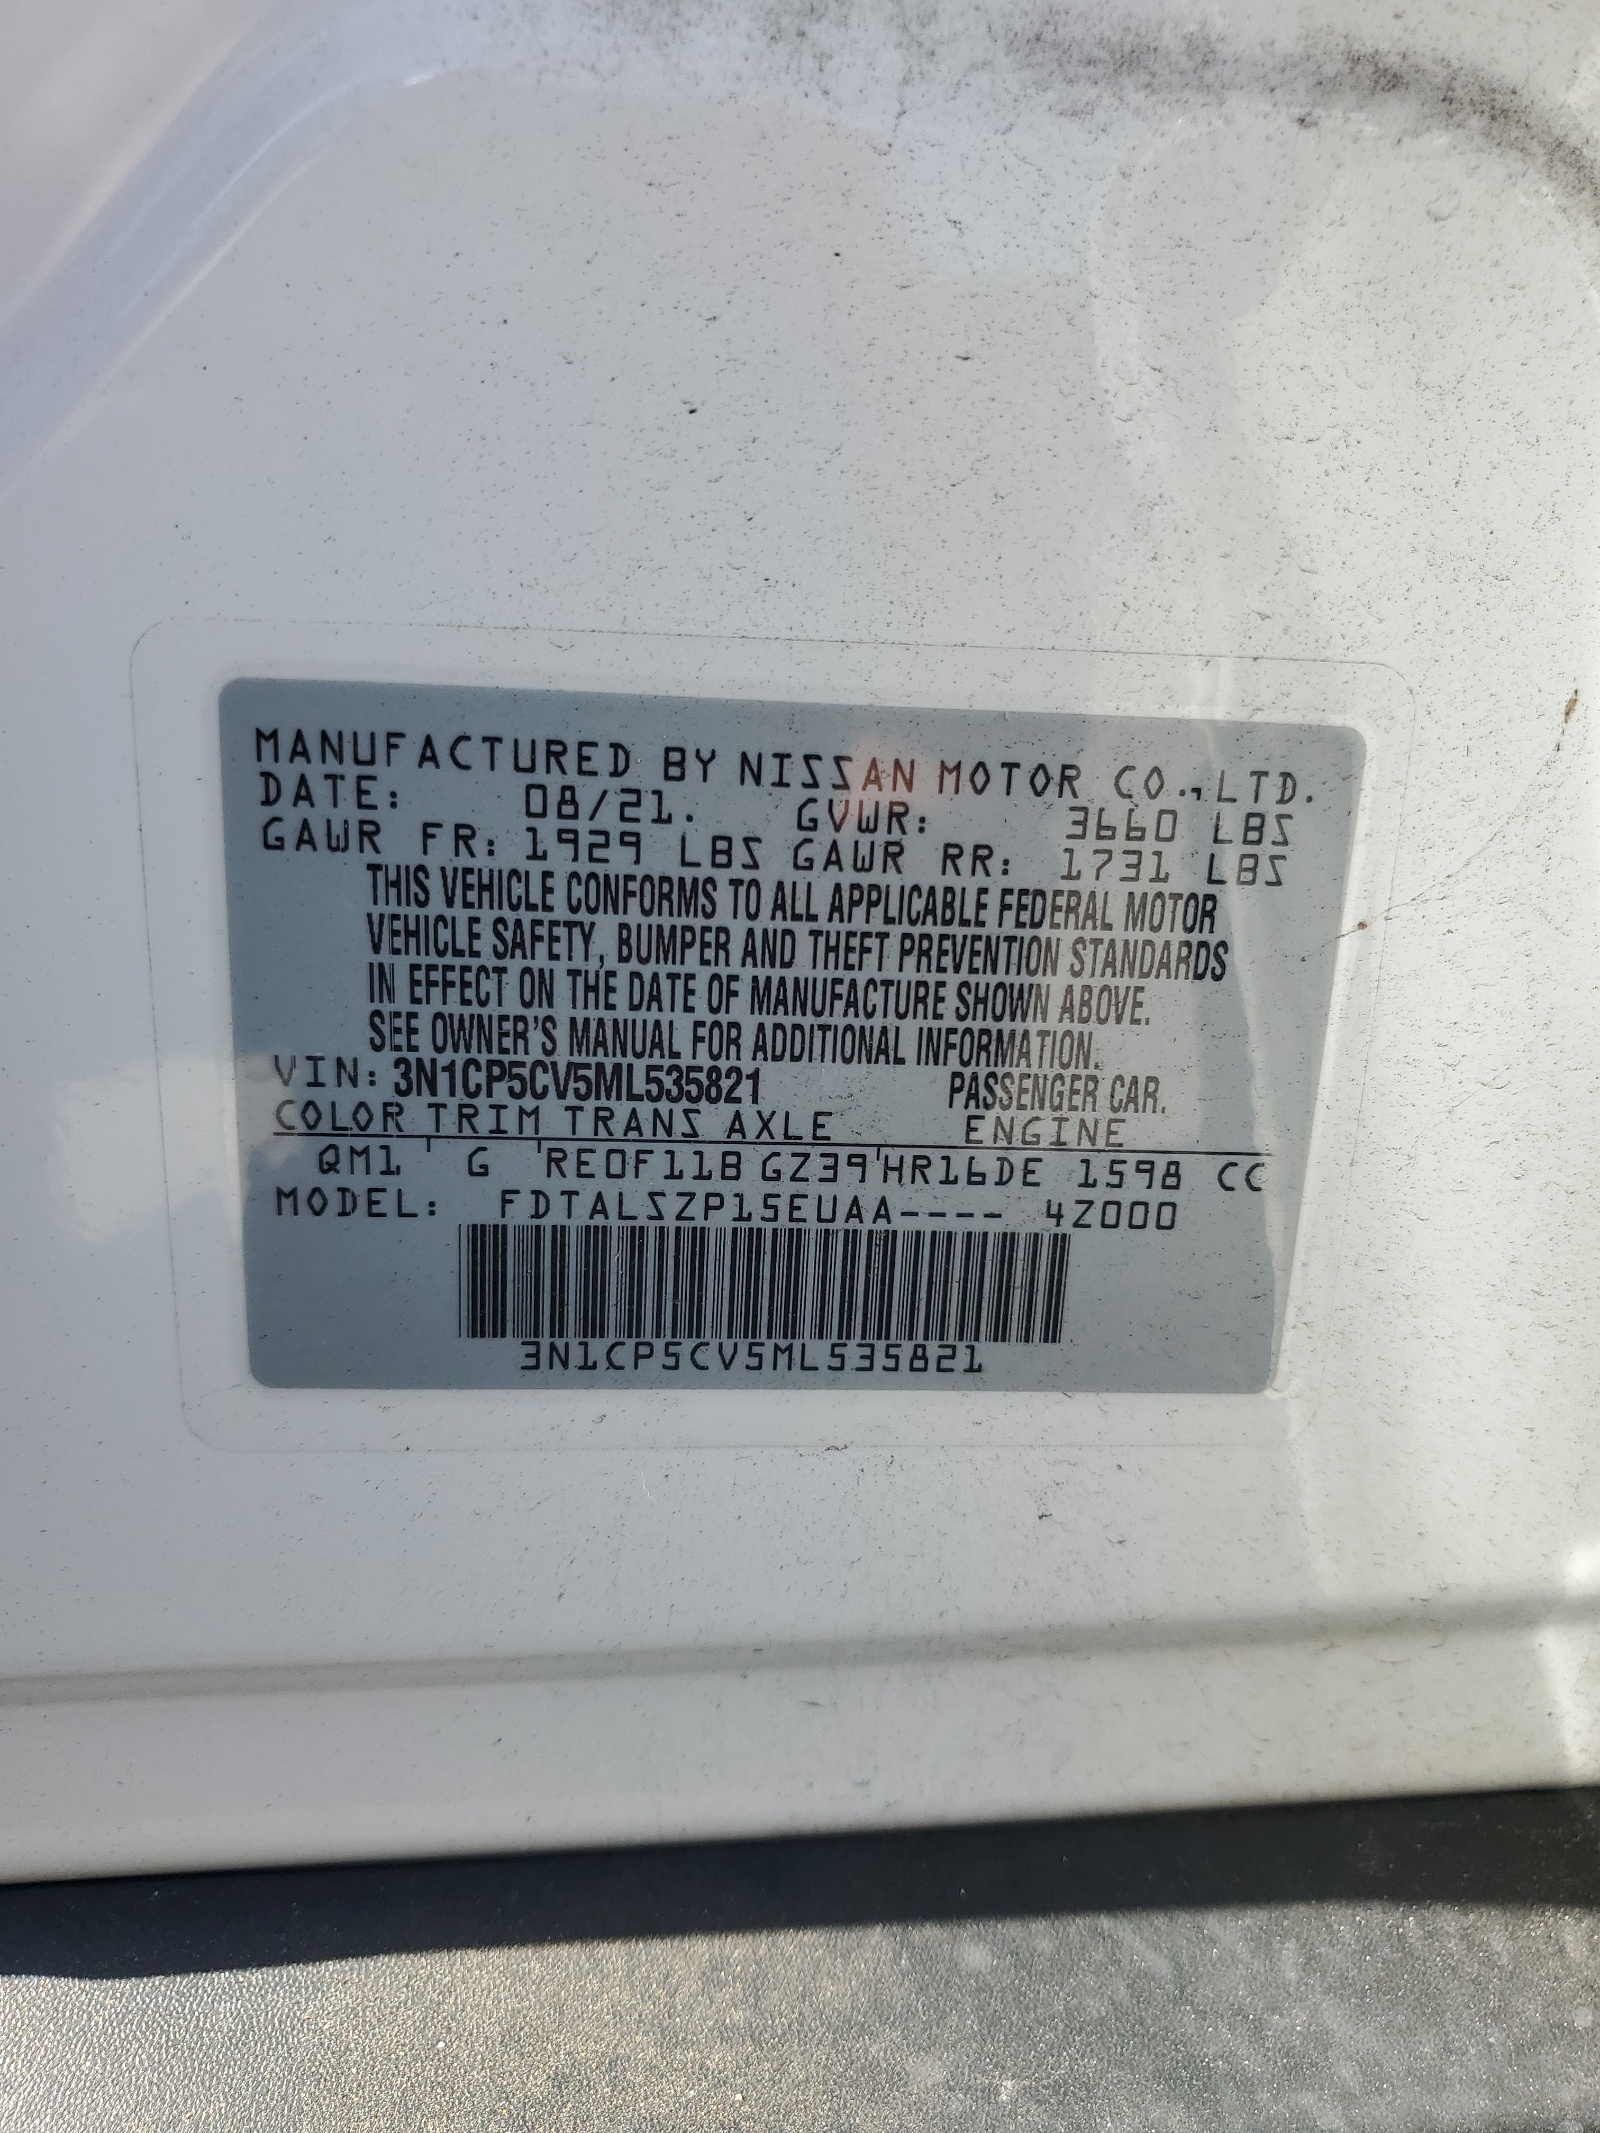 MANUFACTURED BY NISSAN MOTOR CO., LTD.
DATE: 08/21. GVWR: 3660 LBS
GAWR FR: 1929 LBS GAWR RR: 1731 LBS
THIS VEHICLE CONFORMS TO ALL APPLICABLE FEDERAL MOTOR
VEHICLE SAFETY, BUMPER AND THEFT PREVENTION STANDARDS
IN EFFECT ON THE DATE OF MANUFACTURE SHOWN ABOVE.
SEE OWNER'S MANUAL FOR ADDITIONAL INFORMATION.
VIN: 3N1CP5CV5ML535821 PASSENGER CAR.
COLOR TRIM TRANS AXLE ENGINE
QM1 ' G 'RE0F11B GZ39'HR16DE 1598 CC
MODEL: FDTALSZP15EUAA---- 4Z000
3N1CP5CV5ML535821